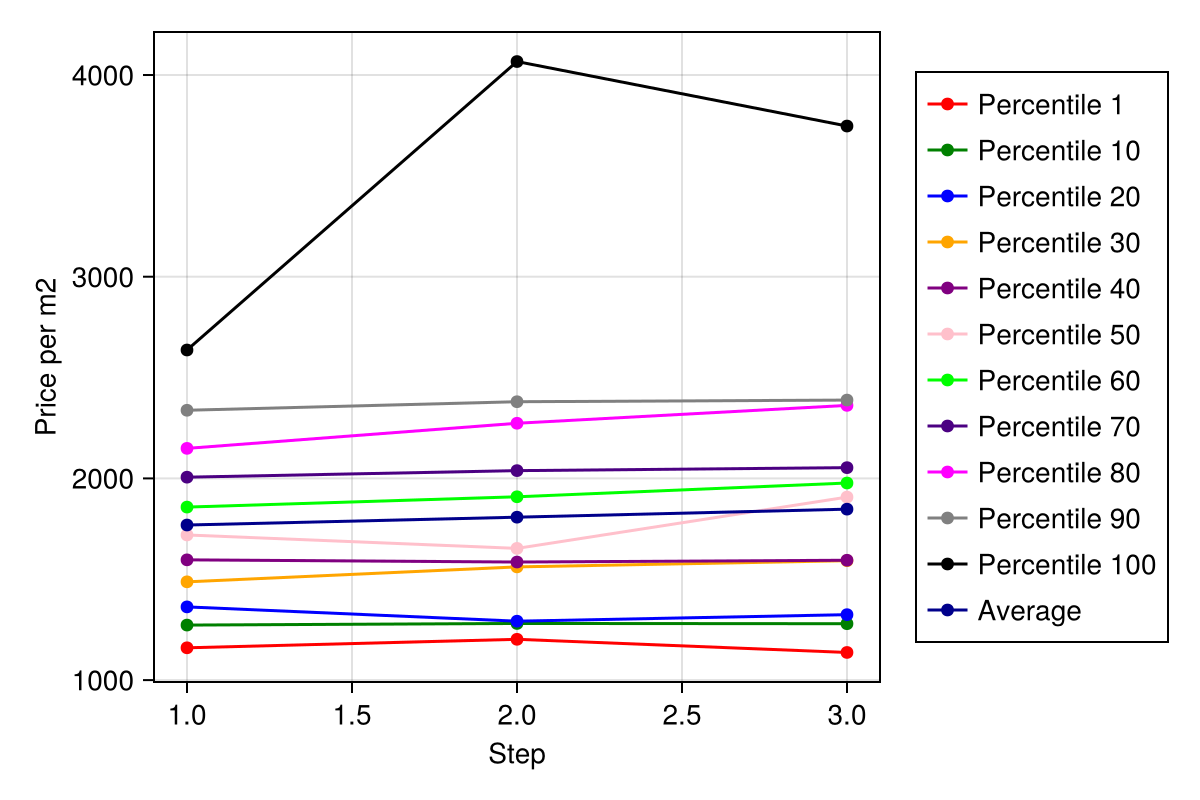 4000
3000
2000
1000
Price per m2
1.0 1.5 2.0 2.5 3.0
Step
Percentile 1
Percentile 10
Percentile 20
Percentile 30
Percentile 40
Percentile 50
Percentile 60
Percentile 70
Percentile 80
Percentile 90
Percentile 100
Average